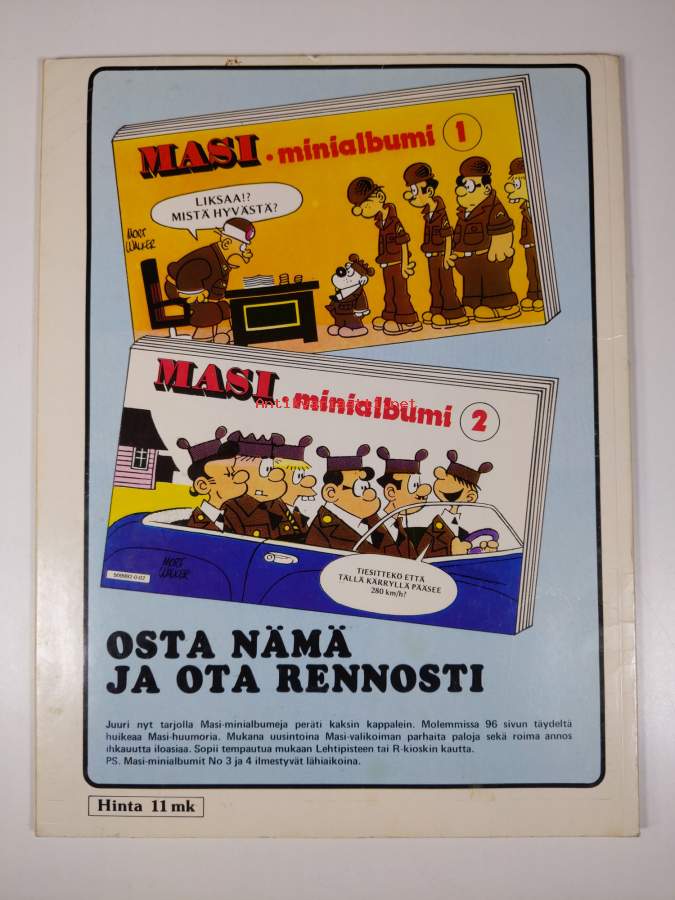 MASI - minialbumi 1
LIKSAA!?
MISTÄ HYVÄSTÄ?
MORT
WALKER
MASI - minialbumi 2
Antikvaari.net
TIESITTEKÖ ETTÄ
TÄLLÄ KÄRRYLLÄ PÄÄSEE
280 km/h?
MORT
WALKER
OSTA NÄMÄ
JA OTA RENNOSTI
Juuri nyt tarjolla Masi-minialbumeja peräti kaksin kappalein. Molemmissa 96 sivun täydeltä
huikeaa Masi-huumoria. Mukana uusintoina Masi-valikoiman parhaita paloja sekä roima annos
ihkauutta iloasiaa. Sopii tempautua mukaan Lehtipisteen tai R-kioskin kautta.
PS. Masi-minialbumit No 3 ja 4 ilmestyvät lähiaikoina.
Hinta 11 mk